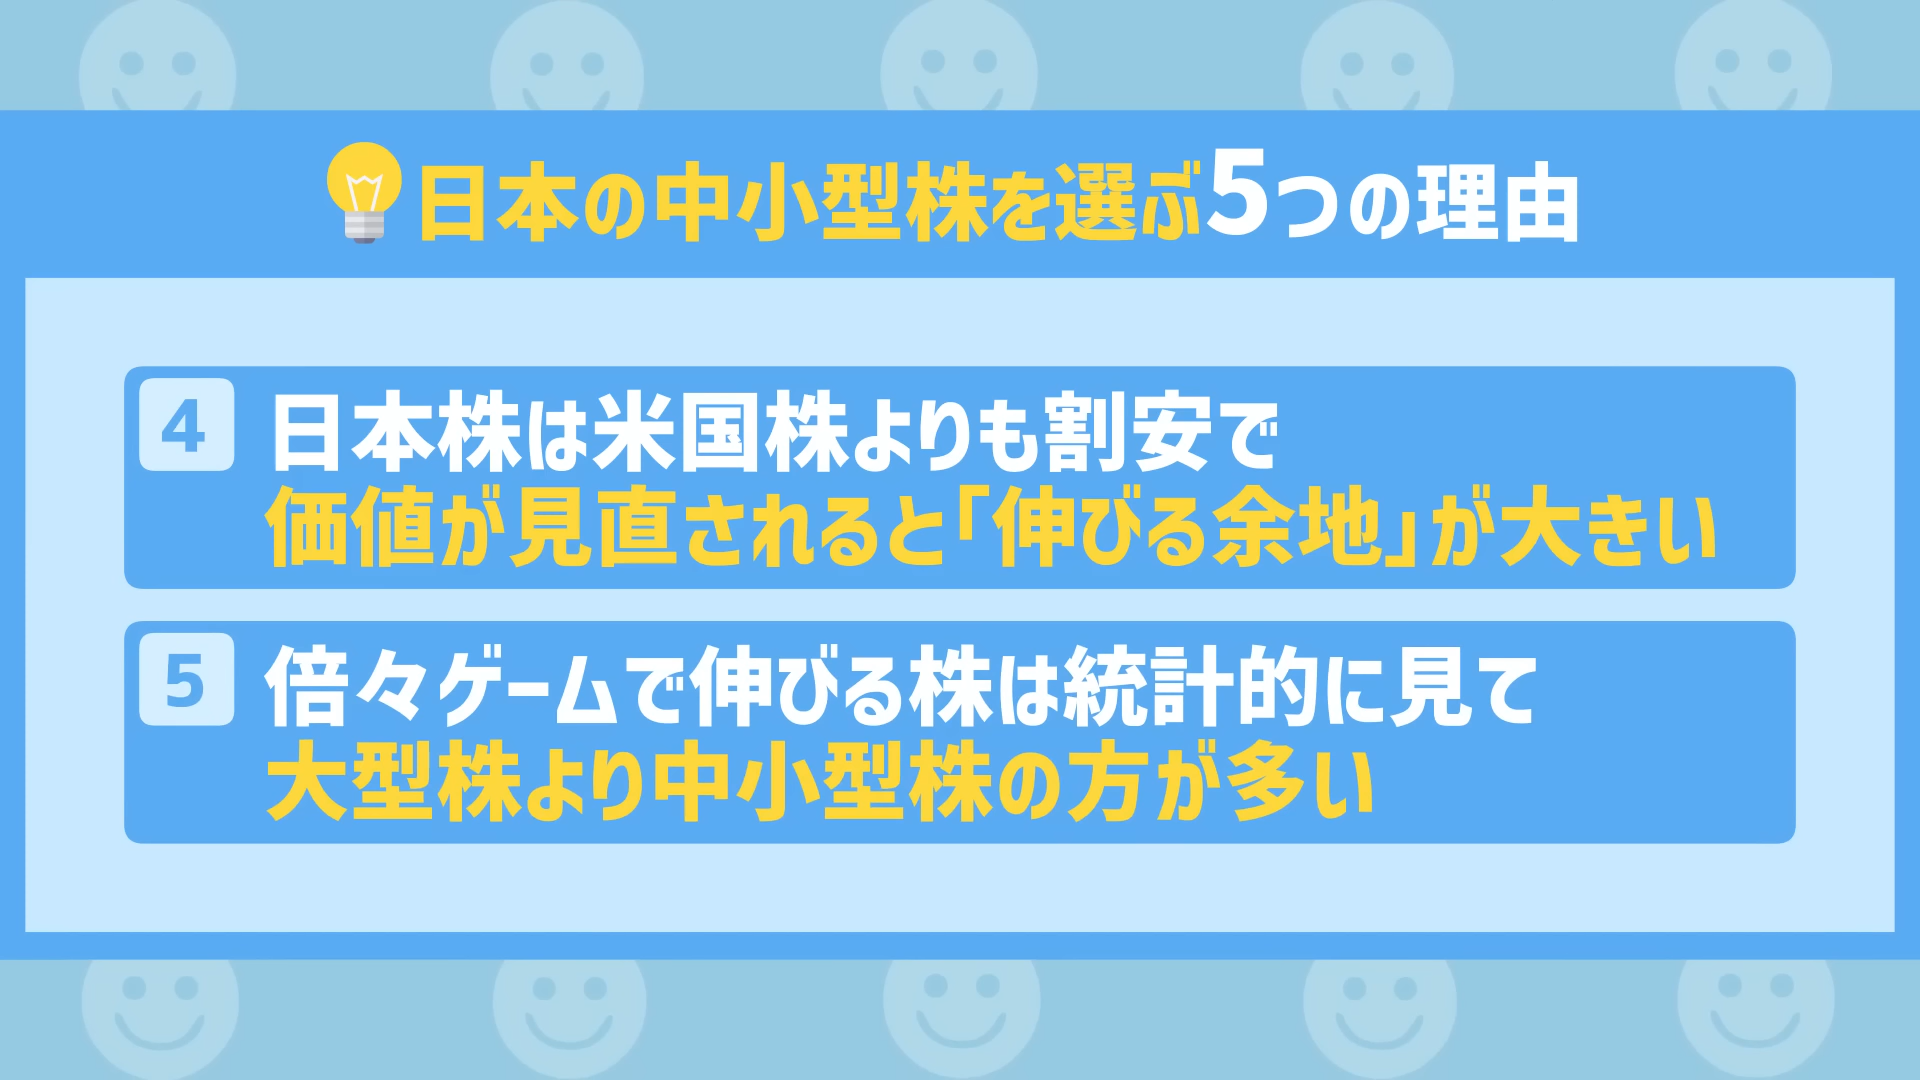 日本の中小型株を選ぶ5つの理由
4
日本株は米国株よりも割安で
価値が見直されると「伸びる余地」が大きい
5
倍々ゲームで伸びる株は統計的に見て
大型株より中小型株の方が多い